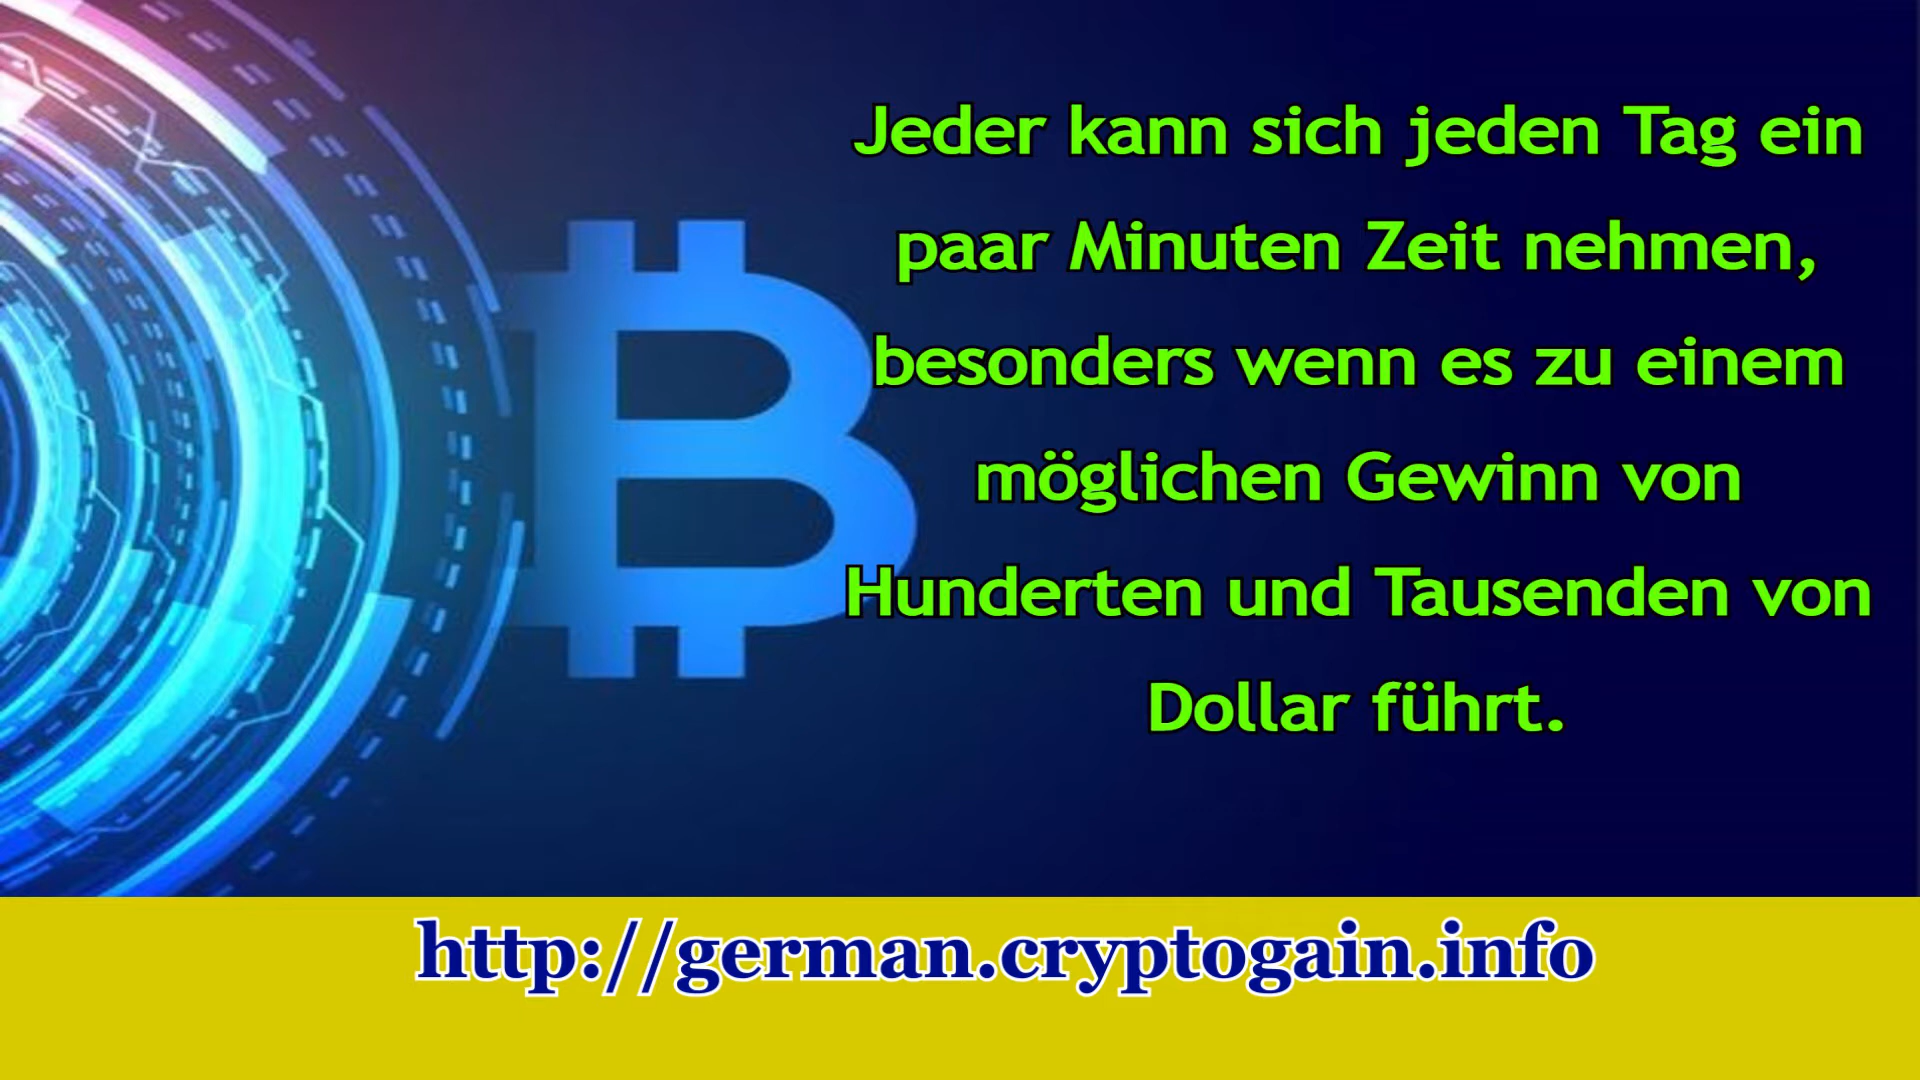 Jeder kann sich jeden Tag ein
paar Minuten Zeit nehmen,
besonders wenn es zu einem
möglichen Gewinn von
Hunderten und Tausenden von
Dollar führt.
http://german.cryptogain.info